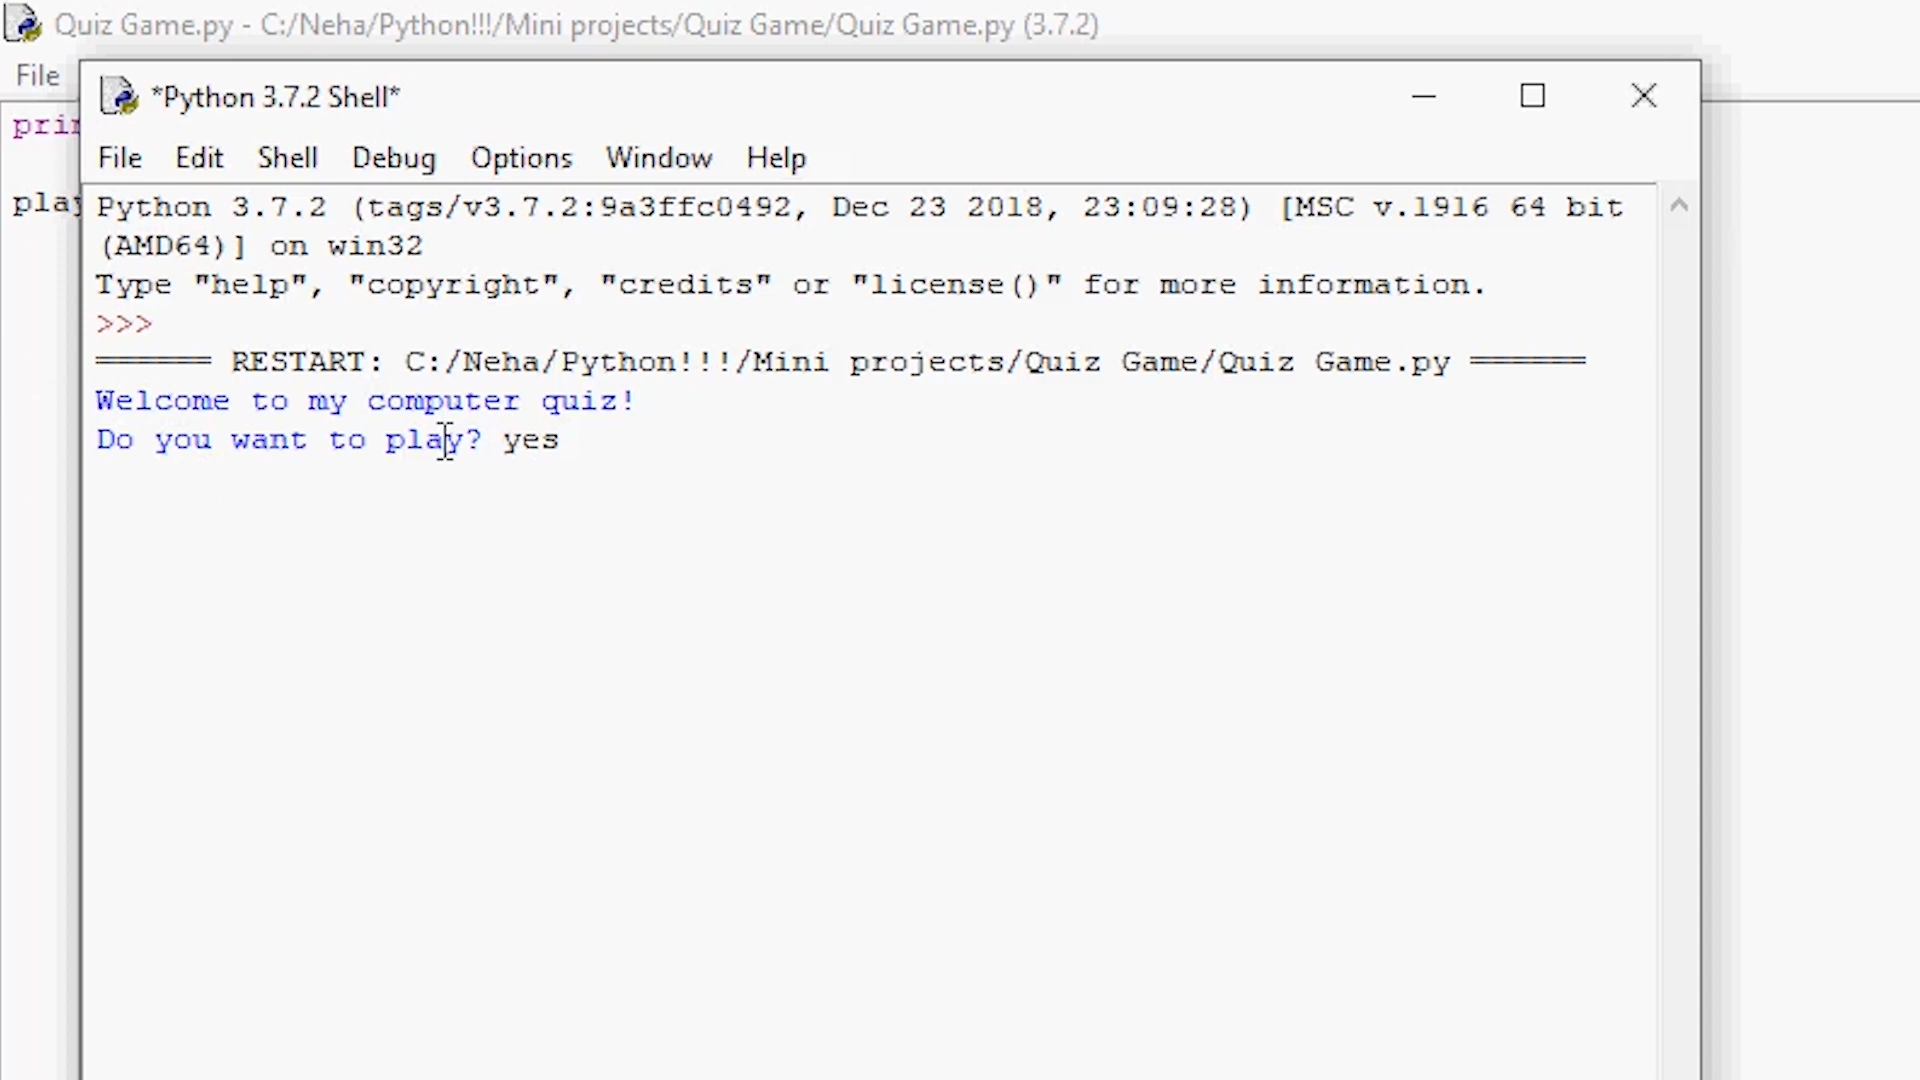 Quiz Game.py - C:/Neha/Python!!!/Mini projects/Quiz Game/Quiz Game.py (3.7.2)
File
*Python 3.7.2 Shell*
File Edit Shell Debug Options Window Help
Python 3.7.2 (tags/v3.7.2:9a3ffc0492, Dec 23 2018, 23:09:28) [MSC v.1916 64 bit
(AMD64)] on win32
Type "help", "copyright", "credits" or "license()" for more information.
>>>
====== RESTART: C:/Neha/Python!!!/Mini projects/Quiz Game/Quiz Game.py ======
Welcome to my computer quiz!
Do you want to play? yes